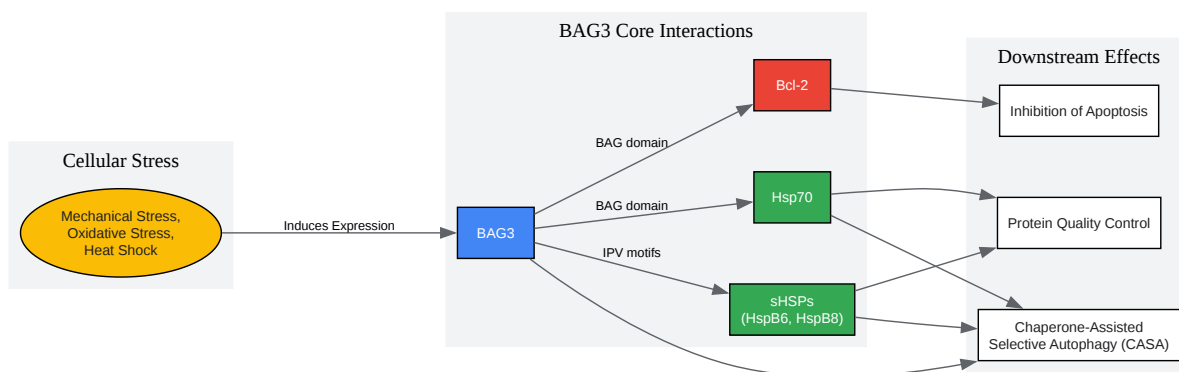 BAG3 Core Interactions
Downstream Effects
Cellular Stress
Mechanical Stress,
Oxidative Stress,
Heat Shock
Induces Expression
BAG3
BAG domain
BAG domain
IPV motifs
Bcl-2
Hsp70
sHSPs
(HspB6, HspB8)
Inhibition of Apoptosis
Protein Quality Control
Chaperone-Assisted
Selective Autophagy (CASA)